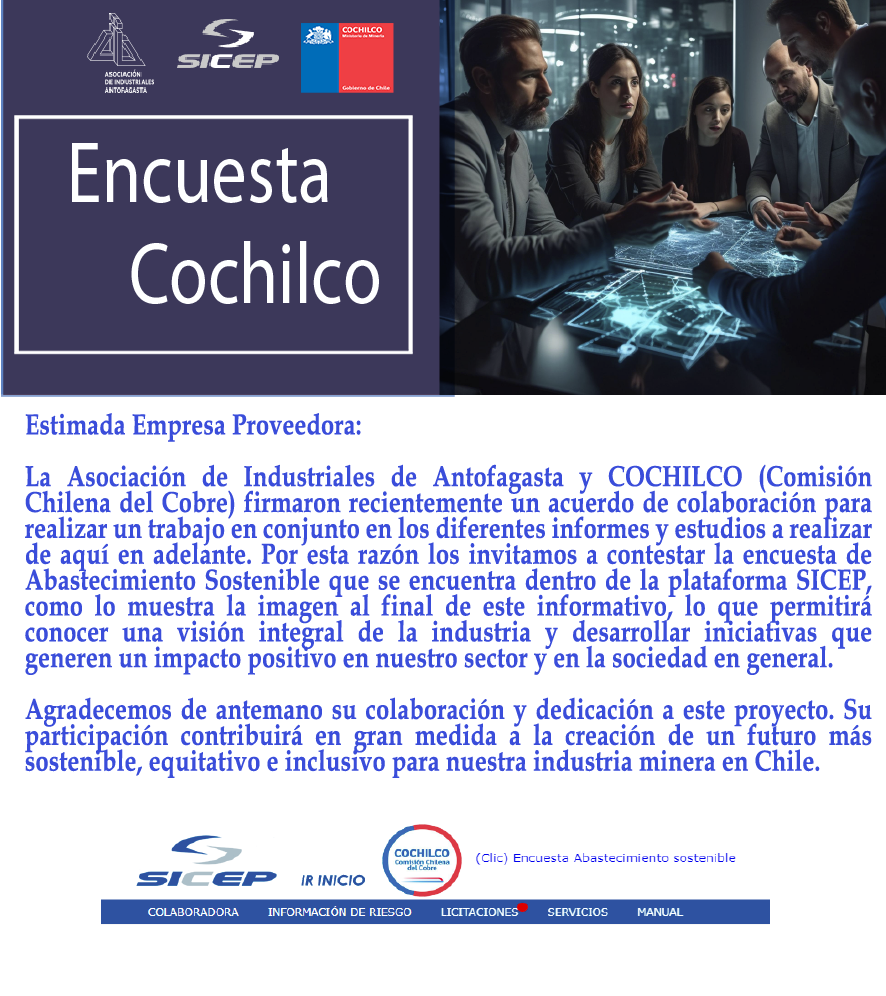 ASOCIACIÓN
DE INDUSTRIALES
ANTOFAGASTA
SICEP
COCHILCO
Ministerio de Minería
Gobierno de Chile
Encuesta
Cochilco
Estimada Empresa Proveedora:
La Asociación de Industriales de Antofagasta y COCHILCO (Comisión
Chilena del Cobre) firmaron recientemente un acuerdo de colaboración para
realizar un trabajo en conjunto en los diferentes informes y estudios a realizar
de aquí en adelante. Por esta razón los invitamos a contestar la encuesta de
Abastecimiento Sostenible que se encuentra dentro de la plataforma SICEP,
como lo muestra la imagen al final de este informativo, lo que permitirá
conocer una visión integral de la industria y desarrollar iniciativas que
generen un impacto positivo en nuestro sector y en la sociedad en general.
Agradecemos de antemano su colaboración y dedicación a este proyecto. Su
participación contribuirá en gran medida a la creación de un futuro más
sostenible, equitativo e inclusivo para nuestra industria minera en Chile.
SICEP
IR INICIO
COCHILCO
Comisión Chilena
del Cobre
(Clic) Encuesta Abastecimiento sostenible
COLABORADORA INFORMACIÓN DE RIESGO LICITACIONES SERVICIOS MANUAL